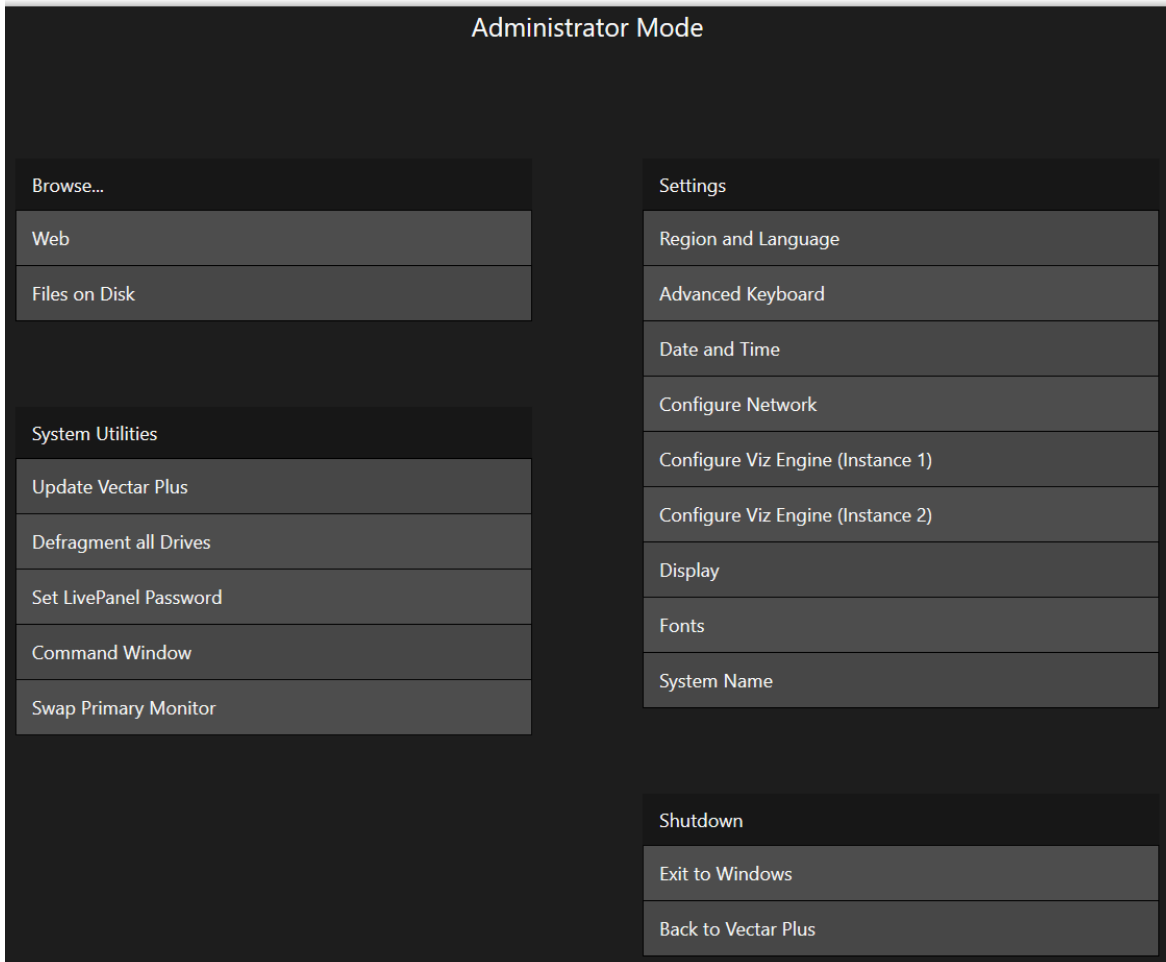 Administrator Mode
Browse...
Web
Files on Disk
System Utilities
Update Vectar Plus
Defragment all Drives
Set LivePanel Password
Command Window
Swap Primary Monitor
Settings
Region and Language
Advanced Keyboard
Date and Time
Configure Network
Configure Viz Engine (Instance 1)
Configure Viz Engine (Instance 2)
Display
Fonts
System Name
Shutdown
Exit to Windows
Back to Vectar Plus